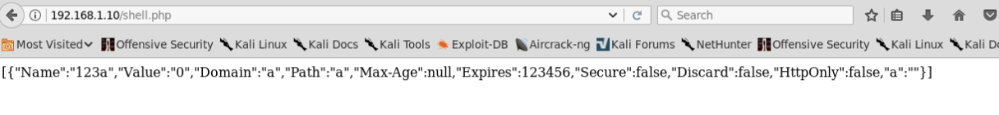 192.168.1.10/shell.php Search
Most Visited Offensive Security Kali Linux Kali Docs Kali Tools Exploit-DB Aircrack-ng Kali Forums NetHunter Offensive Security Kali Linux Kali Do
[{"Name":"123a","Value":"0","Domain":"a","Path":"a","Max-Age":null,"Expires":123456,"Secure":false,"Discard":false,"HttpOnly":false,"a":""}]